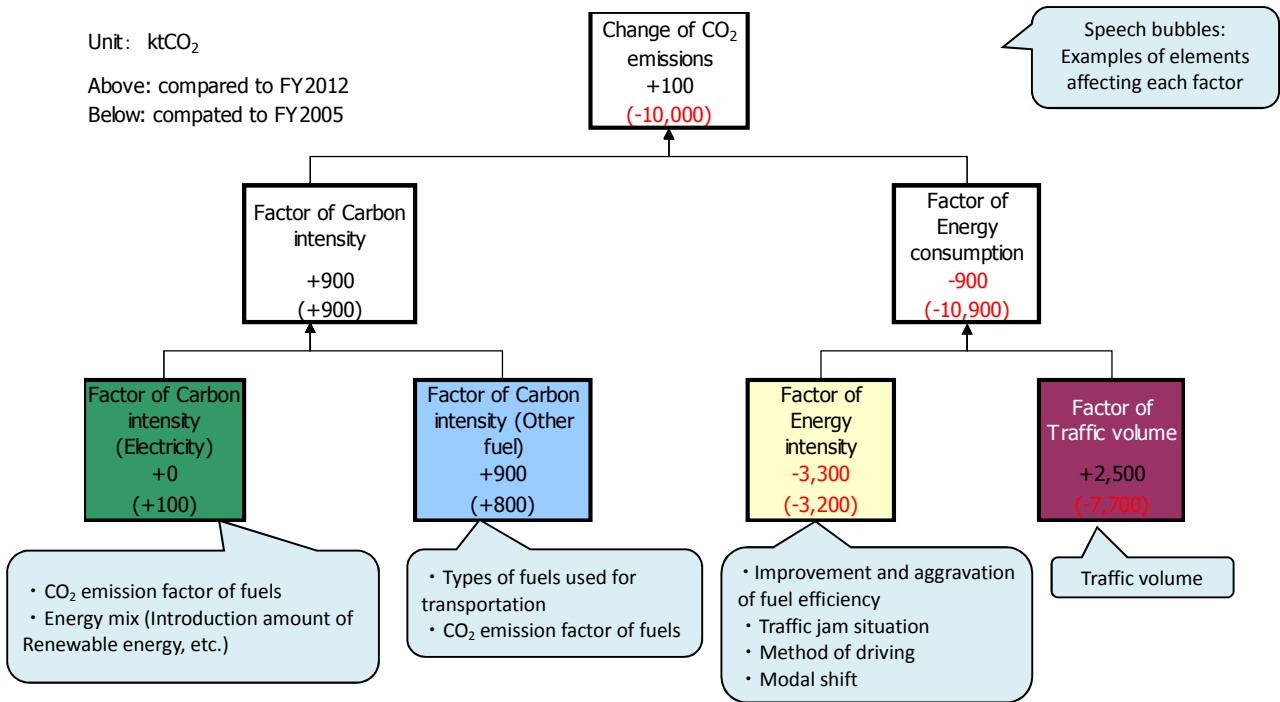 Unit: ktCO₂
Above: compared to FY2012
Below: compated to FY2005
Change of CO₂
emissions
+100
(-10,000)
Speech bubbles:
Examples of elements
affecting each factor
Factor of Carbon
intensity
+900
(+900)
Factor of
Energy
consumption
-900
(-10,900)
Factor of Carbon
intensity
(Electricity)
+0
(+100)
Factor of Carbon
intensity (Other
fuel)
+900
(+800)
Factor of
Energy
intensity
-3,300
(-3,200)
Factor of
Traffic volume
+2,500
(-7,700)
・CO₂ emission factor of fuels
・Energy mix (Introduction amount of
Renewable energy, etc.)
・Types of fuels used for
transportation
・CO₂ emission factor of fuels
・Improvement and aggravation
of fuel efficiency
・Traffic jam situation
・Method of driving
・Modal shift
Traffic volume